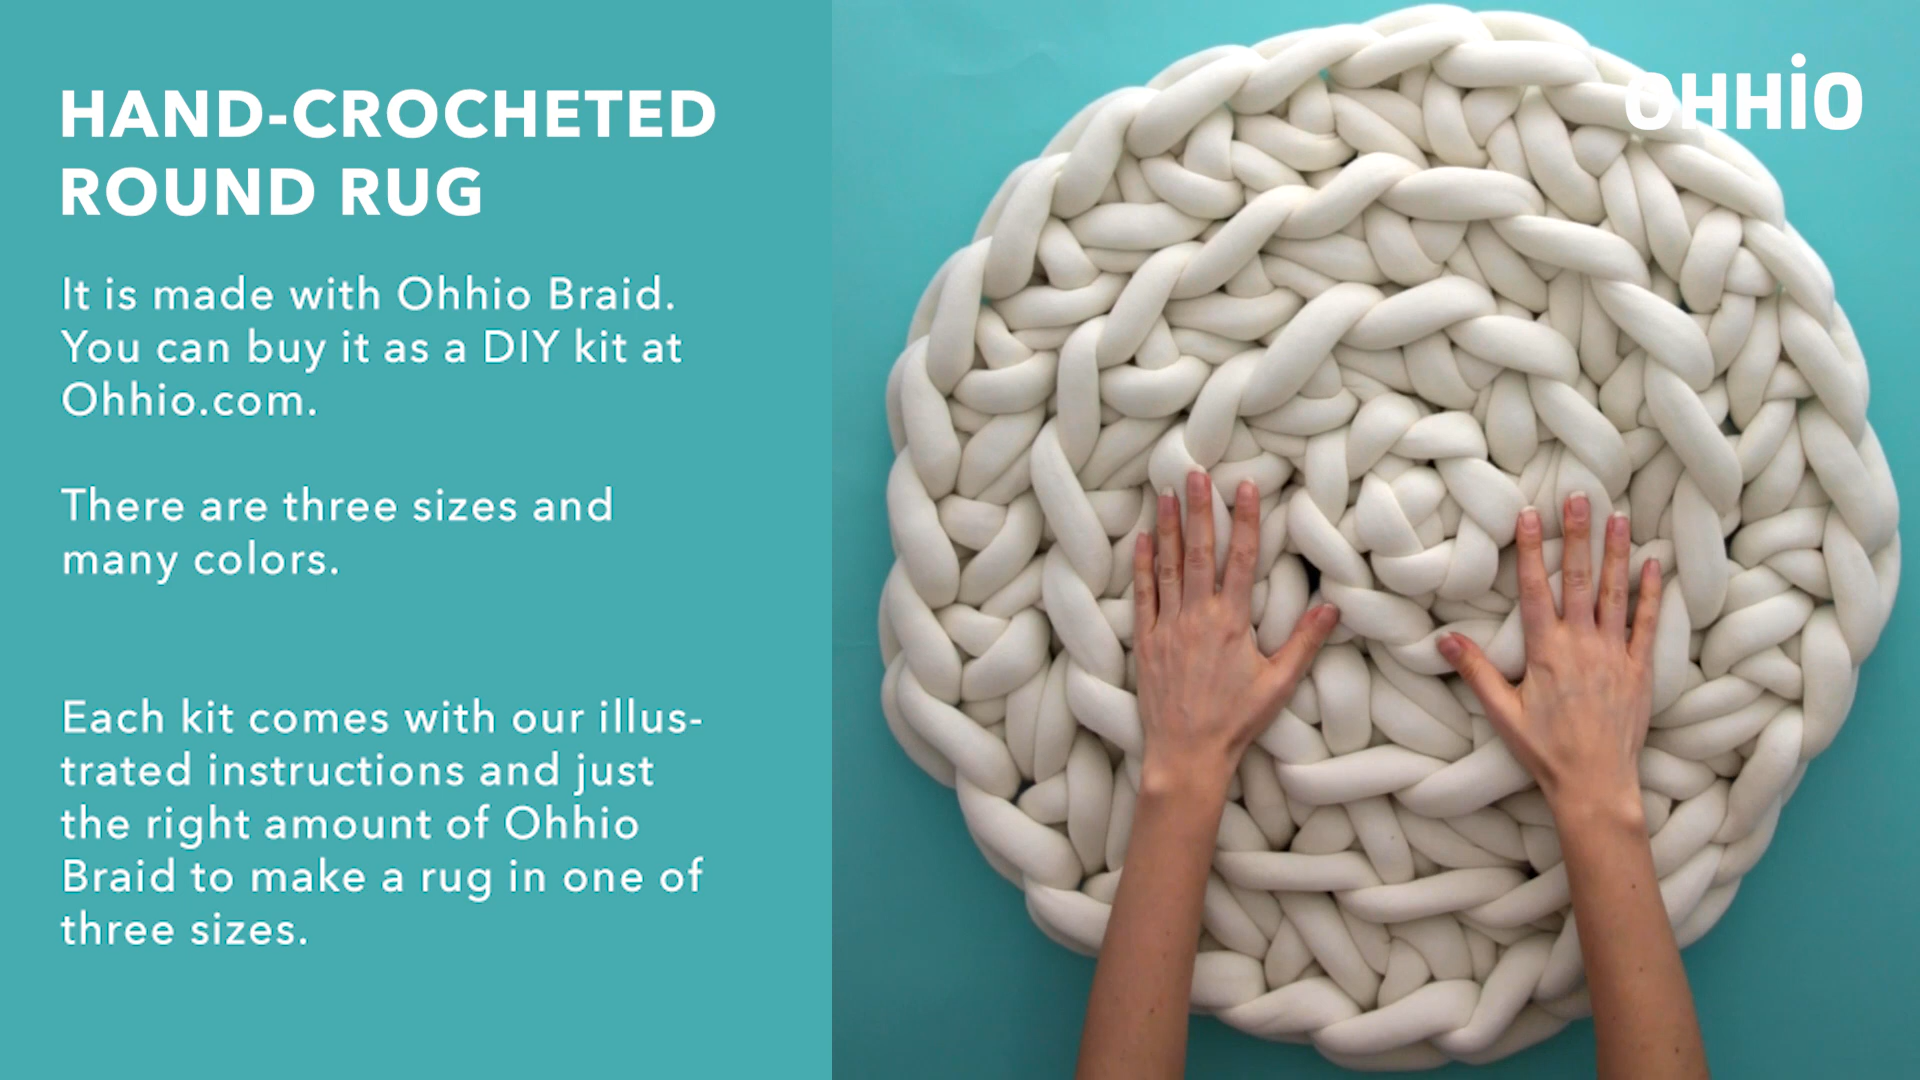 HAND-CROCHETED
ROUND RUG
It is made with Ohhio Braid.
You can buy it as a DIY kit at
Ohhio.com.
There are three sizes and
many colors.
Each kit comes with our illus-
trated instructions and just
the right amount of Ohhio
Braid to make a rug in one of
three sizes.
OHHiO